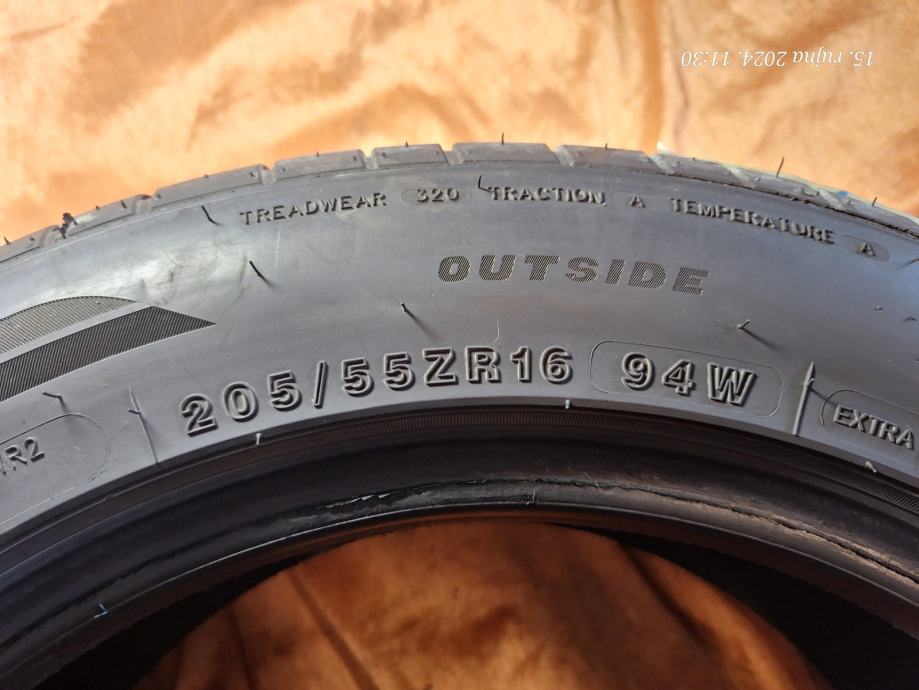 15. rujna 2024. 11:30
TREADWEAR 320 TRACTION A TEMPERATURE A
OUTSIDE
205/55ZR16 94W
EXTRA